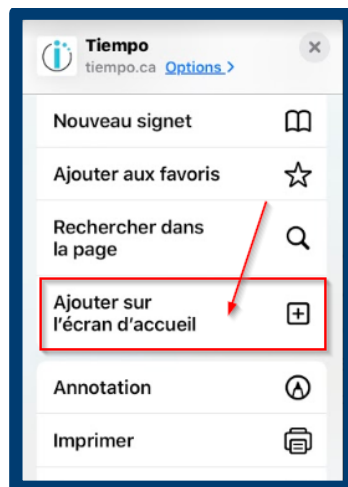 Tiempo
tiempo.ca Options >
Nouveau signet
Ajouter aux favoris
Rechercher dans
la page
Ajouter sur
l'écran d'accueil
Annotation
Imprimer